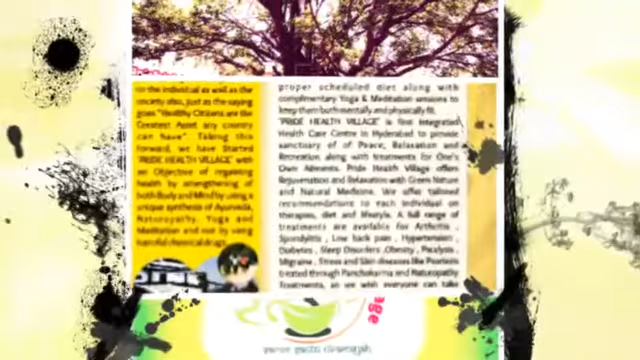 to the individual as well as the
society also, just as the saying
goes "Healthy Citizens are the
Greatest Asset any country
can have". Taking this
forward, we have Started
'PRIDE HEALTH VILLAGE' with
an Objective of regaining
health by strengthening of
both Body and Mind by using a
unique synthesis of Ayurveda,
Naturopathy, Yoga and
Meditation and not by using
harmful chemical drugs.
proper scheduled diet along with
complimentary Yoga & Meditation sessions to
keep them both mentally and physically fit.
"PRIDE HEALTH VILLAGE" is first Integrated
Health Care Centre in Hyderabad to provide
sanctuary of of Peace, Relaxation and
Recreation along with treatments for One's
Own Ailments. Pride Health Village offers
Rejuvenation and Relaxation with Green Nature
and Natural Medicine. We offer tailored
recommendations to each individual on
therapies, diet and lifestyle. A full range of
treatments are available for Arthritis ,
Spondylitis , Low back pain , Hypertension ,
Diabetes , Sleep Disorders ,Obesity , Paralysis ,
Migraine , Stress and Skin diseases like Psoriasis
treated through Panchakarma and Naturopathy
Treatments, so we wish everyone can take
age